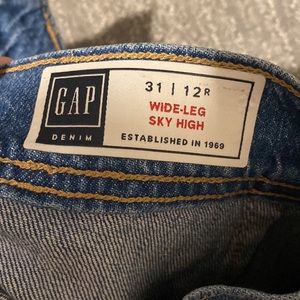 GAP
DENIM
31 | 12R
WIDE-LEG
SKY HIGH
ESTABLISHED IN 1969